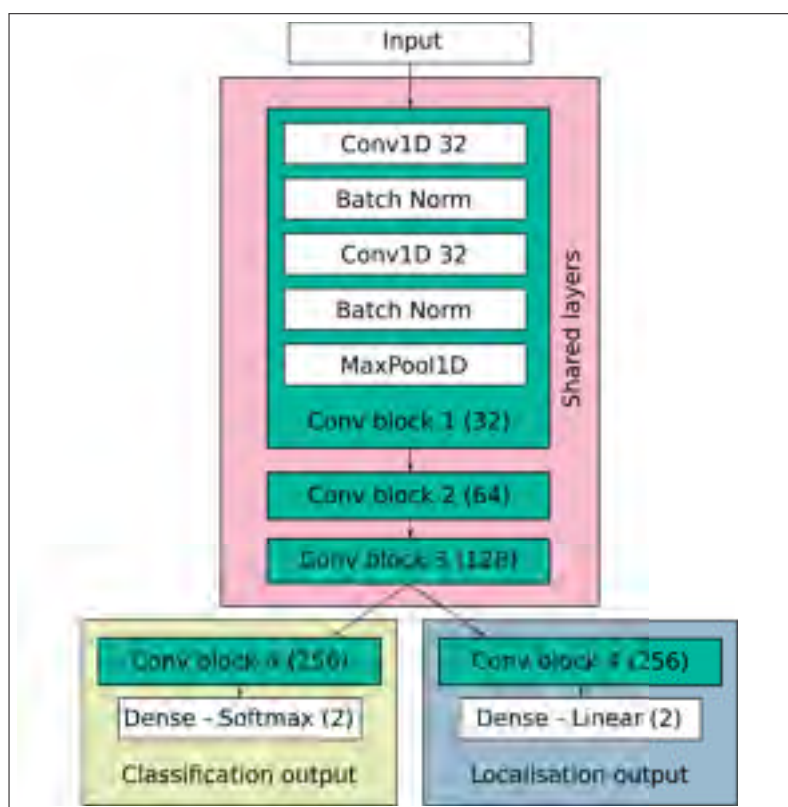 Input
Conv1D 32
Batch Norm
Conv1D 32
Batch Norm
MaxPool1D
Conv block 1 (32)
Shared layers
Conv block 2 (64)
Conv block 3 (128)
Conv block 4 (256)
Dense - Softmax (2)
Classification output
Conv block 4 (256)
Dense - Linear (2)
Localisation output